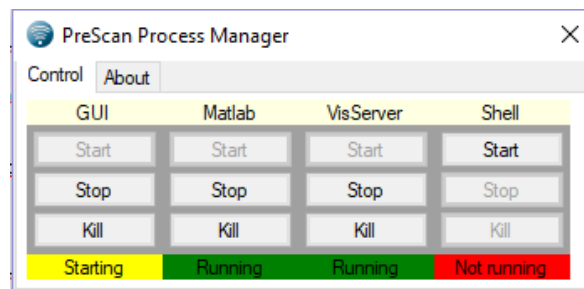 PreScan Process Manager
Control About
GUI Matlab VisServer Shell
Start Start Start Start
Stop Stop Stop Stop
Kill Kill Kill Kill
Starting Running Running Not running